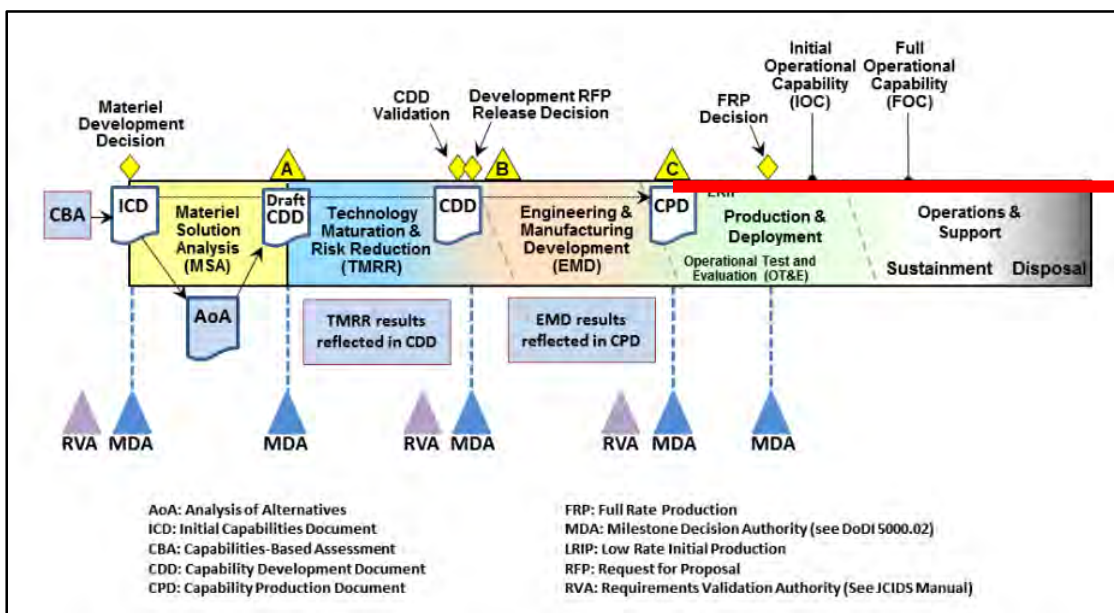 Materiel
Development
Decision
CDD
Validation
Development RFP
Release Decision
FRP
Decision
Initial
Operational
Capability
(IOC)
Full
Operational
Capability
(FOC)
A
B
C
CBA
ICD
Materiel
Solution
Analysis
(MSA)
Draft
CDD
Technology
Maturation &
Risk Reduction
(TMRR)
CDD
Engineering &
Manufacturing
Development
(EMD)
CPD
Production &
Deployment
Operational Test and
Evaluation (OT&E)
Operations &
Support
Sustainment Disposal
AoA
TMRR results
reflected in CDD
EMD results
reflected in CPD
RVA MDA MDA RVA MDA RVA MDA MDA
AoA: Analysis of Alternatives
ICD: Initial Capabilities Document
CBA: Capabilities-Based Assessment
CDD: Capability Development Document
CPD: Capability Production Document
FRP: Full Rate Production
MDA: Milestone Decision Authority (see DoDI 5000.02)
LRIP: Low Rate Initial Production
RFP: Request for Proposal
RVA: Requirements Validation Authority (See JCIDS Manual)